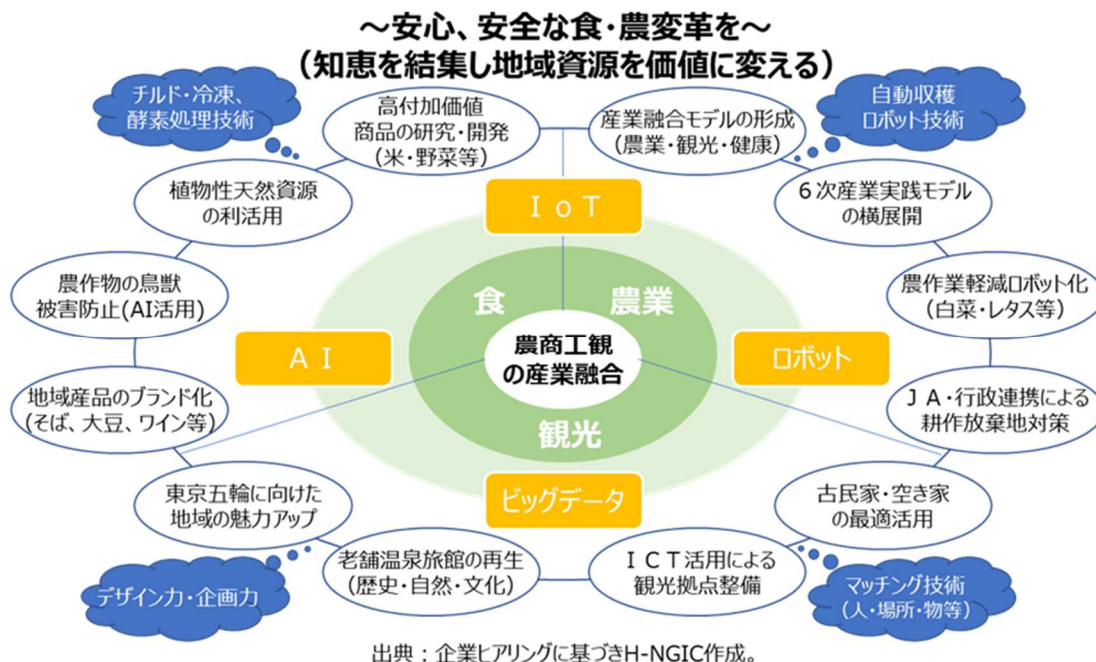 ～安心、安全な食・農変革を～
（知恵を結集し地域資源を価値に変える）
チルド・冷凍、
酵素処理技術
高付加価値
商品の研究・開発
（米・野菜等）
産業融合モデルの形成
（農業・観光・健康）
自動収穫
ロボット技術
植物性天然資源
の利活用
ＩｏＴ
６次産業実践モデル
の横展開
農作物の鳥獣
被害防止(AI活用)
食
農業
農作業軽減ロボット化
（白菜・レタス等）
ＡＩ
農商工観
の産業融合
ロボット
地域産品のブランド化
（そば、大豆、ワイン等）
観光
ＪＡ・行政連携による
耕作放棄地対策
東京五輪に向けた
地域の魅力アップ
ビッグデータ
古民家・空き家
の最適活用
老舗温泉旅館の再生
（歴史・自然・文化）
ＩＣＴ活用による
観光拠点整備
デザイン力・企画力
マッチング技術
（人・場所・物等）
出典：企業ヒアリングに基づきH-NGIC作成。